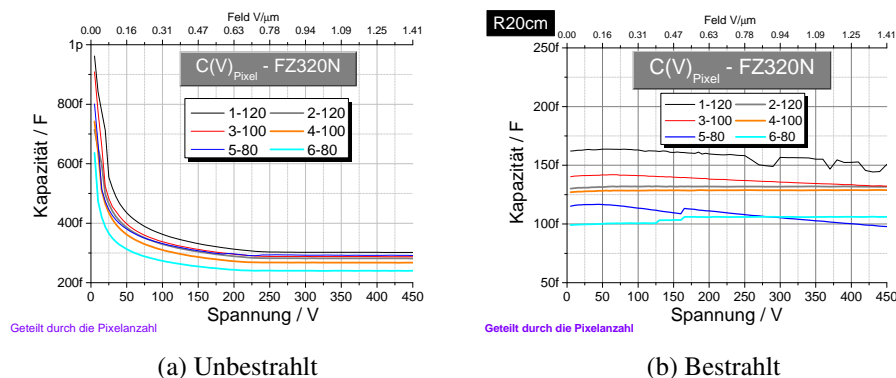 Feld V/μm
0.00 0.16 0.31 0.47 0.63 0.78 0.94 1.09 1.25 1.41
1p
800f
600f
400f
200f
Kapazität / F
C(V)Pixel - FZ320N
1-120 2-120
3-100 4-100
5-80 6-80
0 50 100 150 200 250 300 350 400 450
Spannung / V
Geteilt durch die Pixelanzahl
(a) Unbestrahlt
R20cm
Feld V/μm
0.00 0.16 0.31 0.47 0.63 0.78 0.94 1.09 1.25 1.41
250f
200f
150f
100f
50f
Kapazität / F
C(V)Pixel - FZ320N
1-120 2-120
3-100 4-100
5-80 6-80
0 50 100 150 200 250 300 350 400 450
Spannung / V
Geteilt durch die Pixelanzahl
(b) Bestrahlt